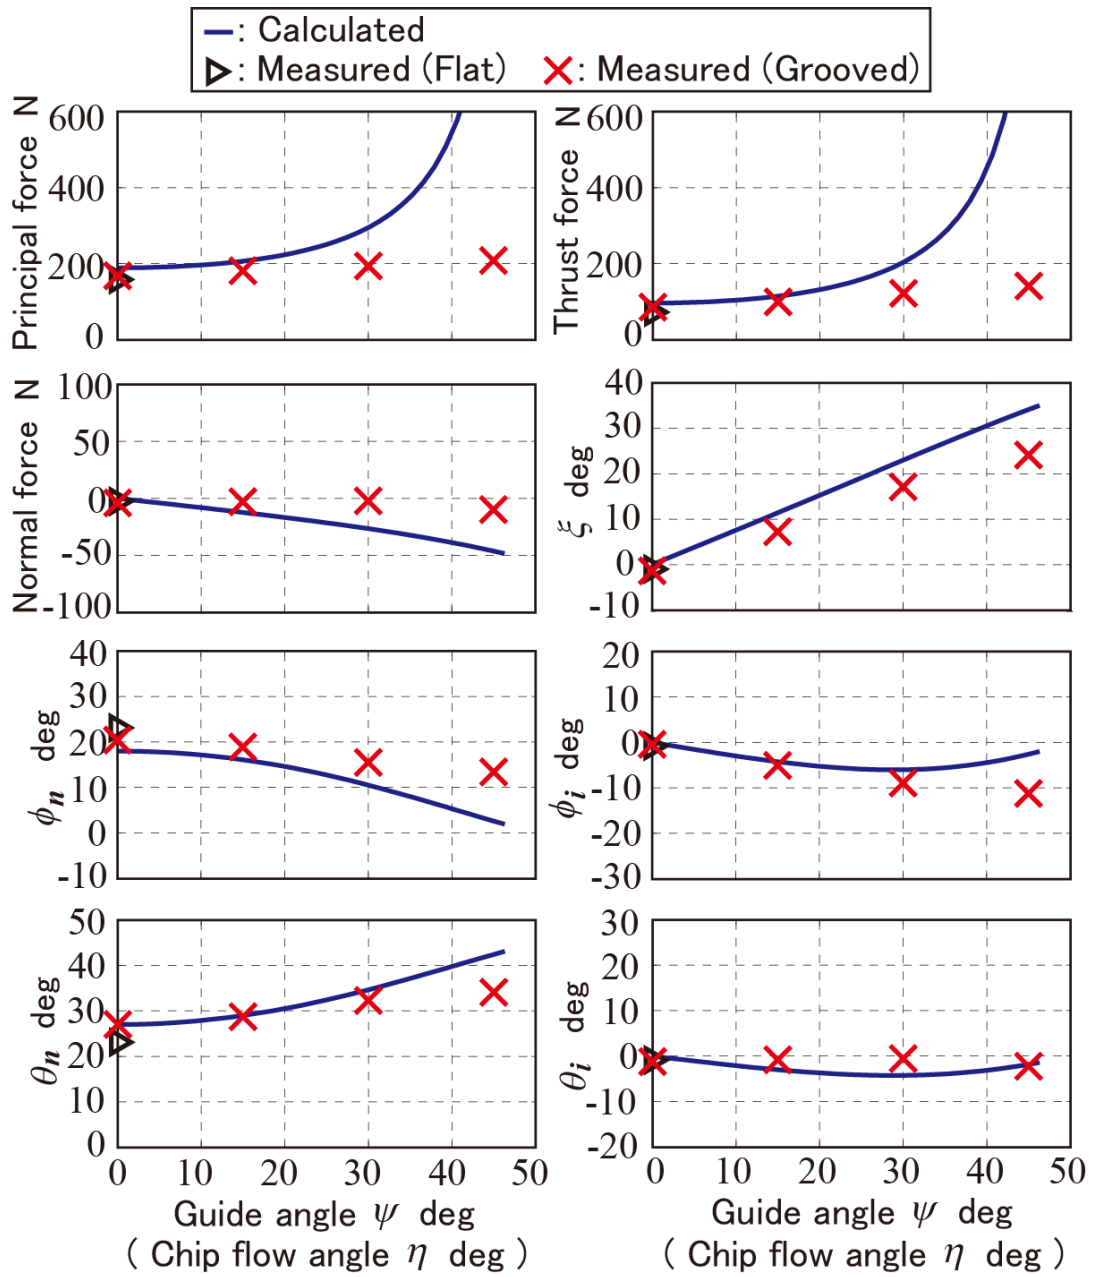 : Calculated
: Measured (Flat) : Measured (Grooved)
Principal force N
600
400
200
0
Thrust force N
600
400
200
0
Normal force N
100
50
0
-50
-100
ξ deg
40
30
20
10
0
-10
ϕn deg
40
30
20
10
0
-10
ϕi deg
20
10
0
-10
-20
-30
θn deg
50
40
30
20
10
0
θi deg
30
20
10
0
-10
-20
0 10 20 30 40 50
0 10 20 30 40 50
Guide angle ψ deg
( Chip flow angle η deg )
Guide angle ψ deg
( Chip flow angle η deg )